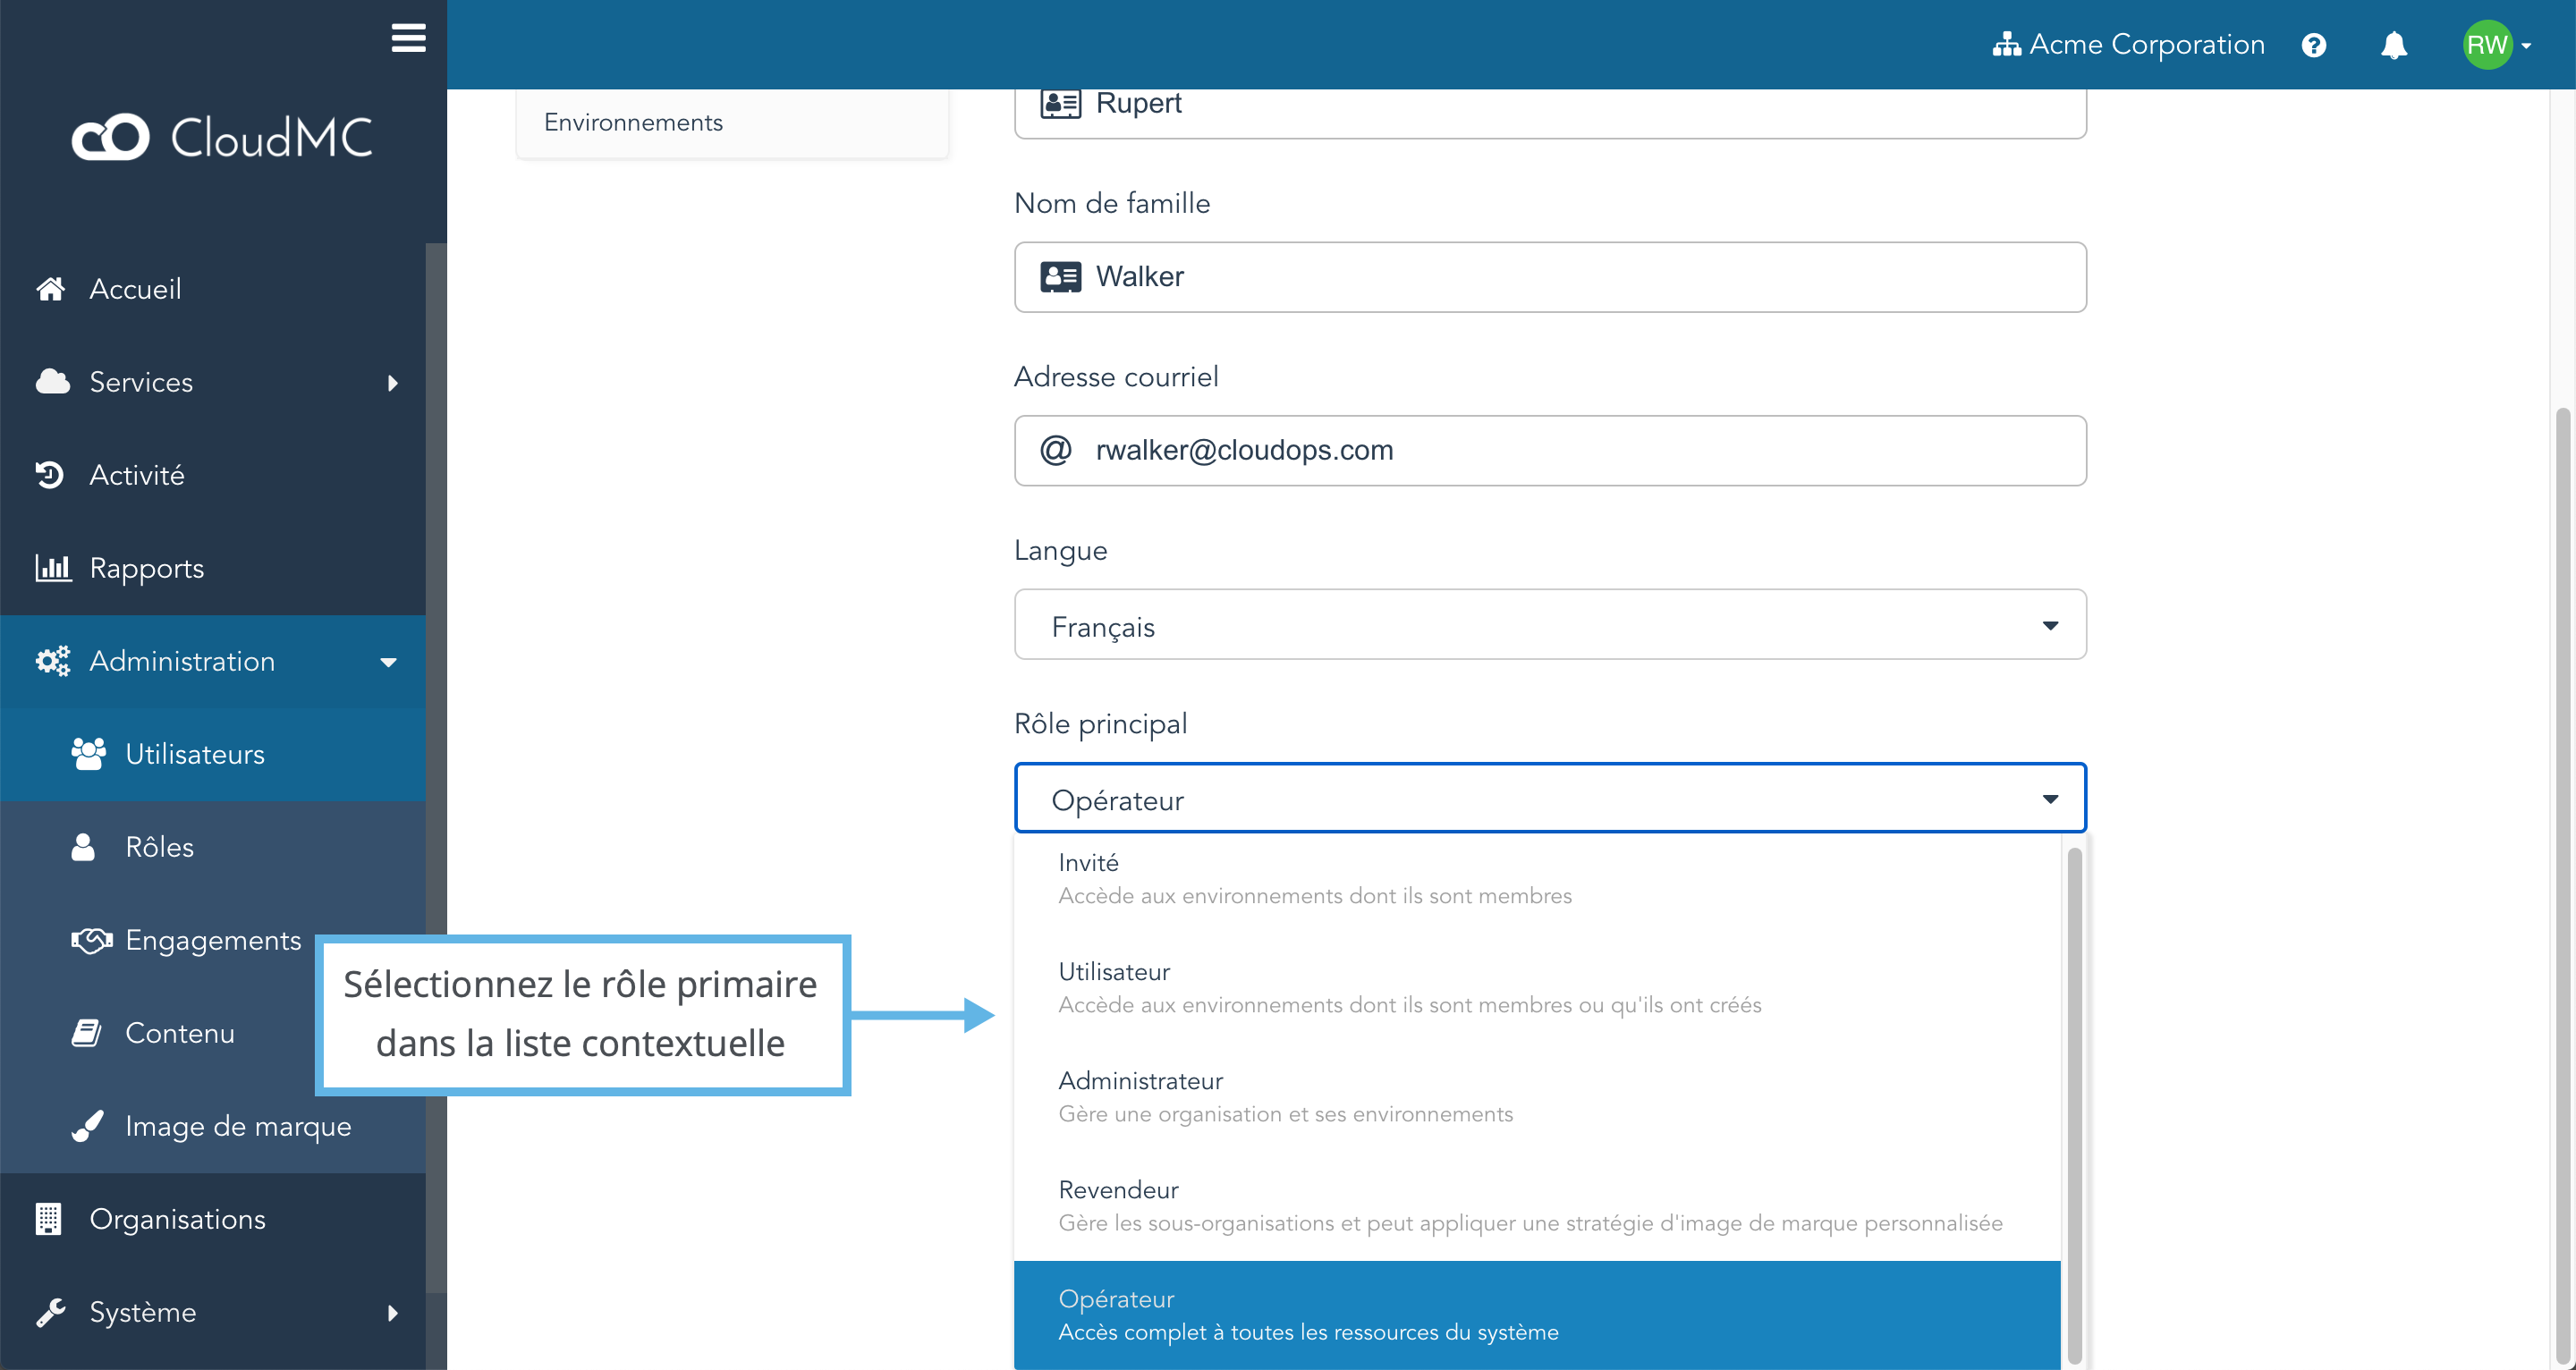 Acme Corporation
RW
CloudMC
Accueil
Services
Activité
Rapports
Administration
Utilisateurs
Rôles
Engagements
Contenu
Image de marque
Organisations
Système
Environnements
Rupert
Nom de famille
Walker
Adresse courriel
@ rwalker@cloudops.com
Langue
Français
Rôle principal
Opérateur
Invité
Accède aux environnements dont ils sont membres
Utilisateur
Accède aux environnements dont ils sont membres ou qu'ils ont créés
Administrateur
Gère une organisation et ses environnements
Revendeur
Gère les sous-organisations et peut appliquer une stratégie d'image de marque personnalisée
Opérateur
Accès complet à toutes les ressources du système
Sélectionnez le rôle primaire
dans la liste contextuelle